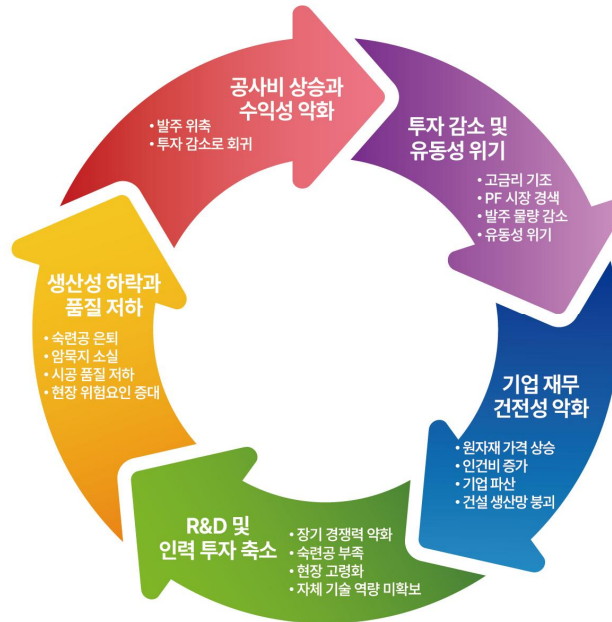 공사비 상승과
수익성 악화
• 발주 위축
• 투자 감소로 회귀
투자 감소 및
유동성 위기
• 고금리 기조
• PF 시장 경색
• 발주 물량 감소
• 유동성 위기
기업 재무
건전성 악화
• 원자재 가격 상승
• 인건비 증가
• 기업 파산
• 건설 생산망 붕괴
R&D 및
인력 투자 축소
• 장기 경쟁력 약화
• 숙련공 부족
• 현장 고령화
• 자체 기술 역량 미확보
생산성 하락과
품질 저하
• 숙련공 은퇴
• 암묵지 소실
• 시공 품질 저하
• 현장 위험요인 증대